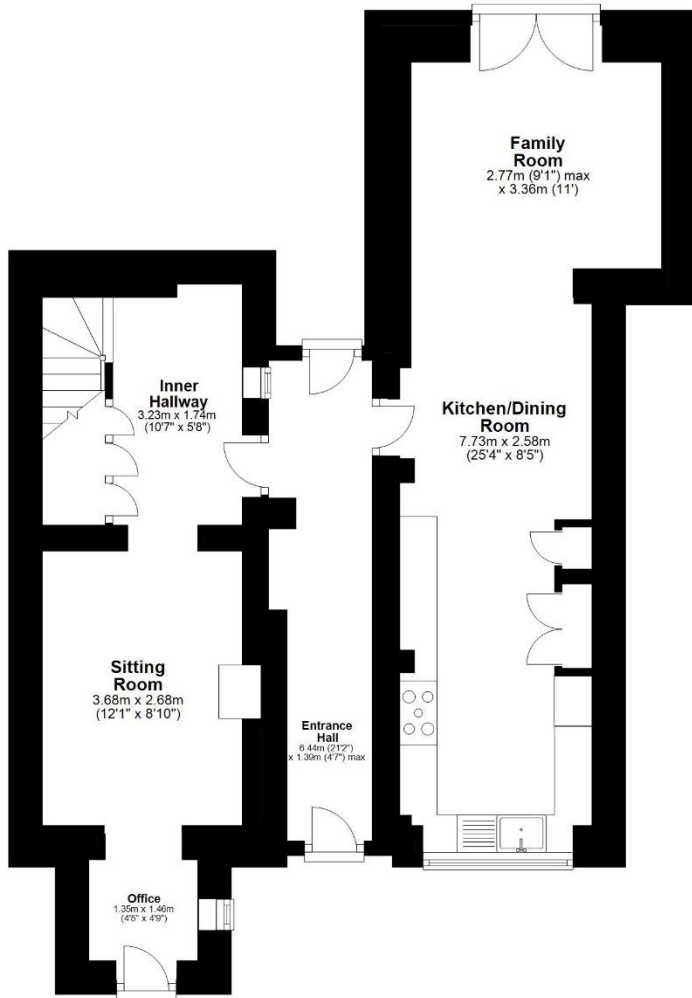 Family
Room
2.77m (9'1") max
x 3.36m (11')
Inner
Hallway
3.23m x 1.74m
(10'7" x 5'8")
Kitchen/Dining
Room
7.73m x 2.58m
(25'4" x 8'5")
Sitting
Room
3.68m x 2.68m
(12'1" x 8'10")
Entrance
Hall
6.44m (21'2")
x 1.39m (4'7") max
Office
1.35m x 1.46m
(4'5" x 4'9")